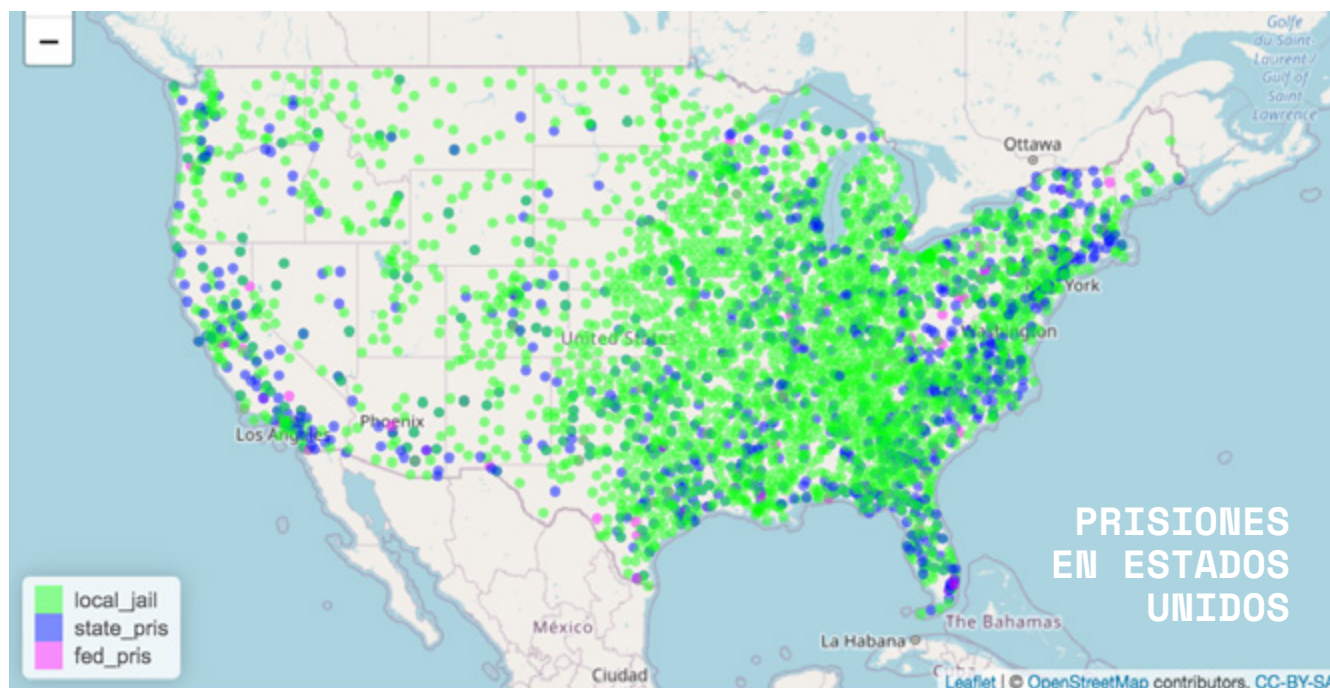 −
Golfe
du Saint-
Laurent /
Gulf of
Saint
Lawrence
Ottawa
York
Washington
United States
Phoenix
Los Angeles
PRISIONES
EN ESTADOS
UNIDOS
local_jail
state_pris
fed_pris
México
The Bahamas
La Habana
Cuba
Ciudad
Leaflet | © OpenStreetMap contributors, CC-BY-SA